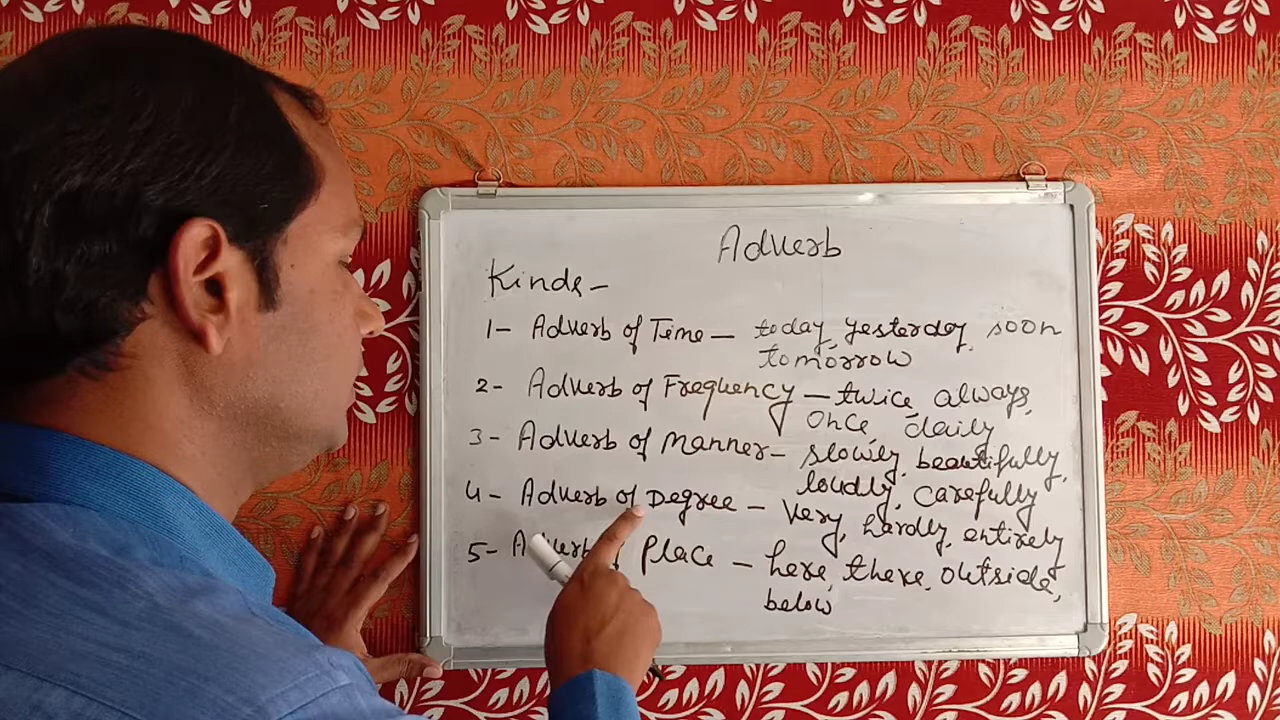 Adverb
Kinds-
1- Adverb of Time - today, yesterday, soon
tomorrow
2- Adverb of Frequency - twice, always,
once, daily
3- Adverb of manner - slowly, beautifully,
loudly, carefully
4- Adverb of Degree - Very, hardly, entirely
5- Adverb of Place - here, there, outside,
below